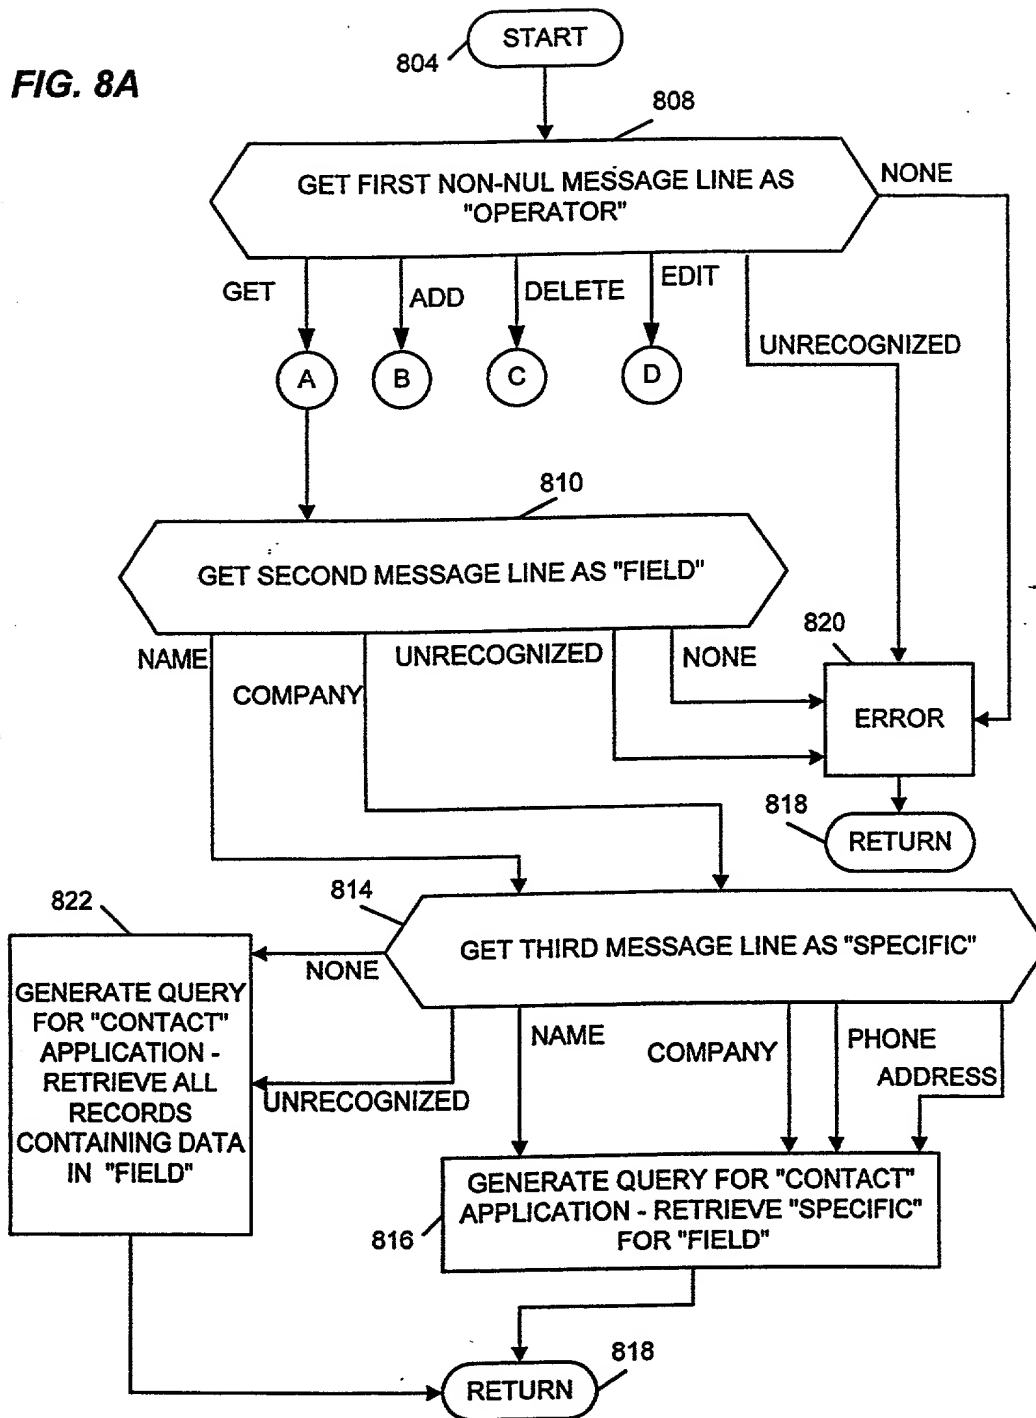 FIG. 8A
START
804
808
GET FIRST NON-NUL MESSAGE LINE AS
"OPERATOR"
NONE
GET
ADD
DELETE
EDIT
UNRECOGNIZED
A
B
C
D
810
GET SECOND MESSAGE LINE AS "FIELD"
NAME
COMPANY
UNRECOGNIZED
NONE
820
ERROR
818
RETURN
822
814
GET THIRD MESSAGE LINE AS "SPECIFIC"
NONE
GENERATE QUERY
FOR "CONTACT"
APPLICATION -
RETRIEVE ALL
RECORDS
CONTAINING DATA
IN "FIELD"
UNRECOGNIZED
NAME
COMPANY
PHONE
ADDRESS
GENERATE QUERY FOR "CONTACT"
APPLICATION - RETRIEVE "SPECIFIC"
FOR "FIELD"
816
RETURN
818